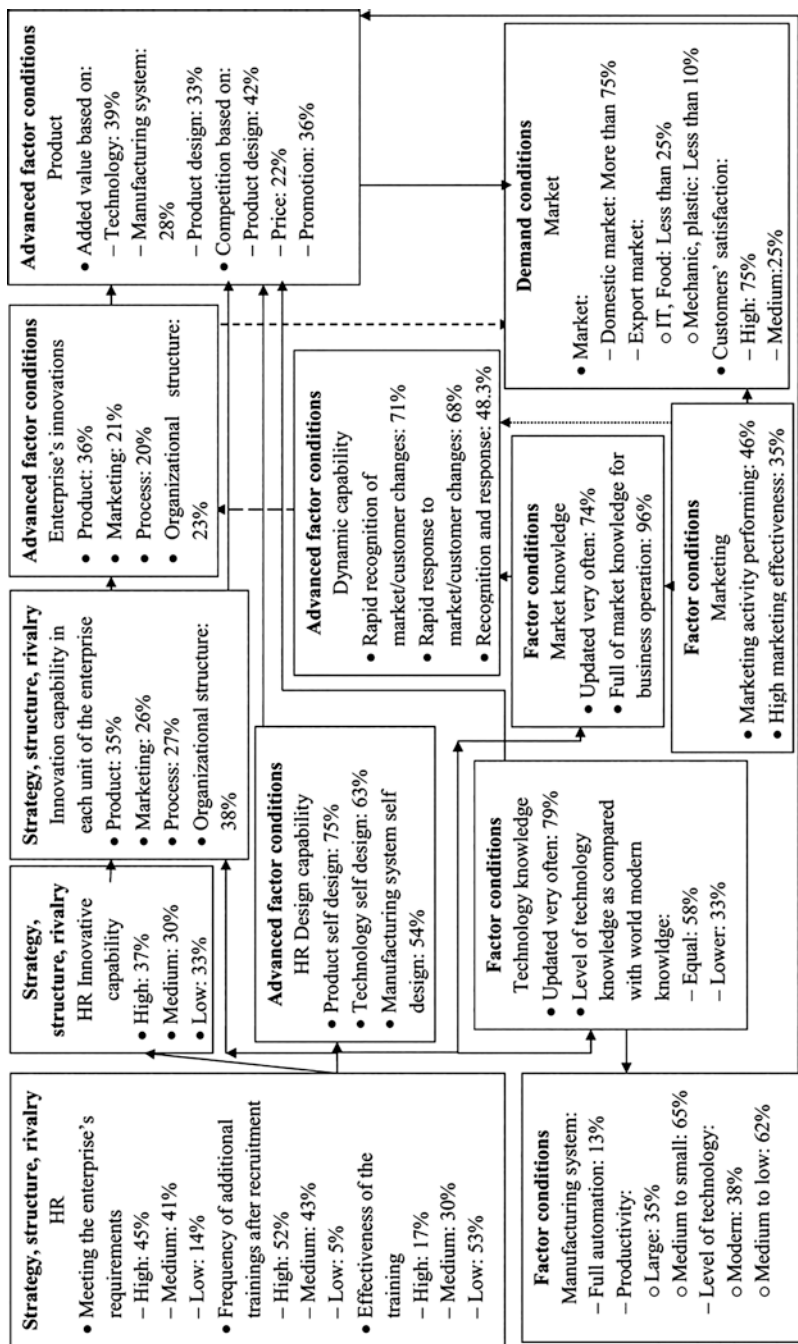 Strategy, structure, rivalry
HR
● Meeting the enterprise's
requirements
– High: 45%
– Medium: 41%
– Low: 14%
● Frequency of additional
trainings after recruitment
– High: 52%
– Medium: 43%
– Low: 5%
● Effectiveness of the
training
– High: 17%
– Medium: 30%
– Low: 53%
Factor conditions
Manufacturing system:
– Full automation: 13%
– Productivity:
○ Large: 35%
○ Medium to small: 65%
– Level of technology:
○ Modern: 38%
○ Medium to low: 62%
Strategy,
structure, rivalry
HR Innovative
capability
● High: 37%
● Medium: 30%
● Low: 33%
Strategy, structure, rivalry
Innovation capability in
each unit of the enterprise
● Product: 35%
● Marketing: 26%
● Process: 27%
● Organizational structure:
38%
Advanced factor conditions
HR Design capability
● Product self design: 75%
● Technology self design: 63%
● Manufacturing system self
design: 54%
Factor conditions
Technology knowledge
● Updated very often: 79%
● Level of technology
knowledge as compared
with world modern
knowldge:
– Equal: 58%
– Lower: 33%
Advanced factor conditions
Enterprise's innovations
● Product: 36%
● Marketing: 21%
● Process: 20%
● Organizational structure:
23%
Advanced factor conditions
Dynamic capability
● Rapid recognition of
market/customer changes: 71%
● Rapid response to
market/customer changes: 68%
● Recognition and response: 48.3%
Factor conditions
Market knowledge
● Updated very often: 74%
● Full of market knowledge for
business operation: 96%
Factor conditions
Marketing
● Marketing activity performing: 46%
● High marketing effectiveness: 35%
Advanced factor conditions
Product
● Added value based on:
– Technology: 39%
– Manufacturing system:
28%
– Product design: 33%
● Competition based on:
– Product design: 42%
– Price: 22%
– Promotion: 36%
Demand conditions
Market
● Market:
– Domestic market: More than 75%
– Export market:
○ IT, Food: Less than 25%
○ Mechanic, plastic: Less than 10%
● Customers' satisfaction:
– High: 75%
– Medium:25%